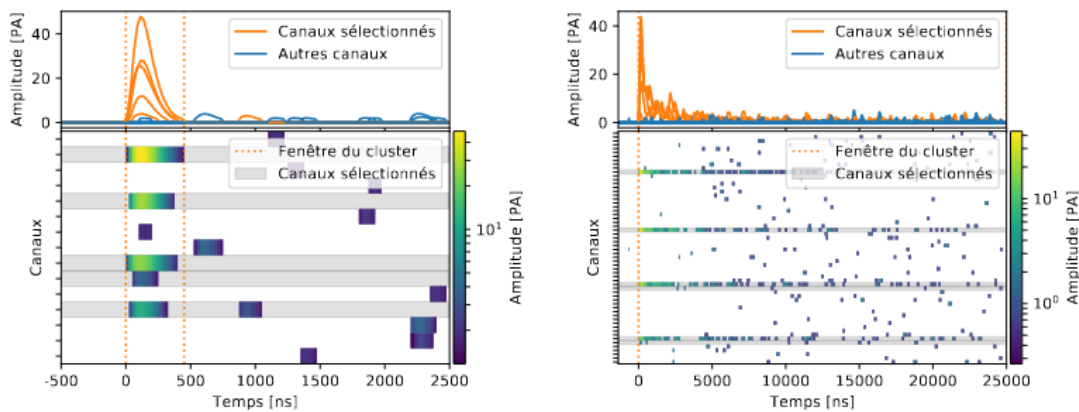 Amplitude [PA]
40
20
0
Canaux sélectionnés
Autres canaux
Canaux
Fenêtre du cluster
Canaux sélectionnés
10¹
Amplitude [PA]
-500
0
500
1000
1500
2000
2500
Temps [ns]
Amplitude [PA]
40
20
0
Canaux sélectionnés
Autres canaux
Canaux
Fenêtre du cluster
Canaux sélectionnés
10¹
10⁰
Amplitude [PA]
0
5000
10000
15000
20000
25000
Temps [ns]